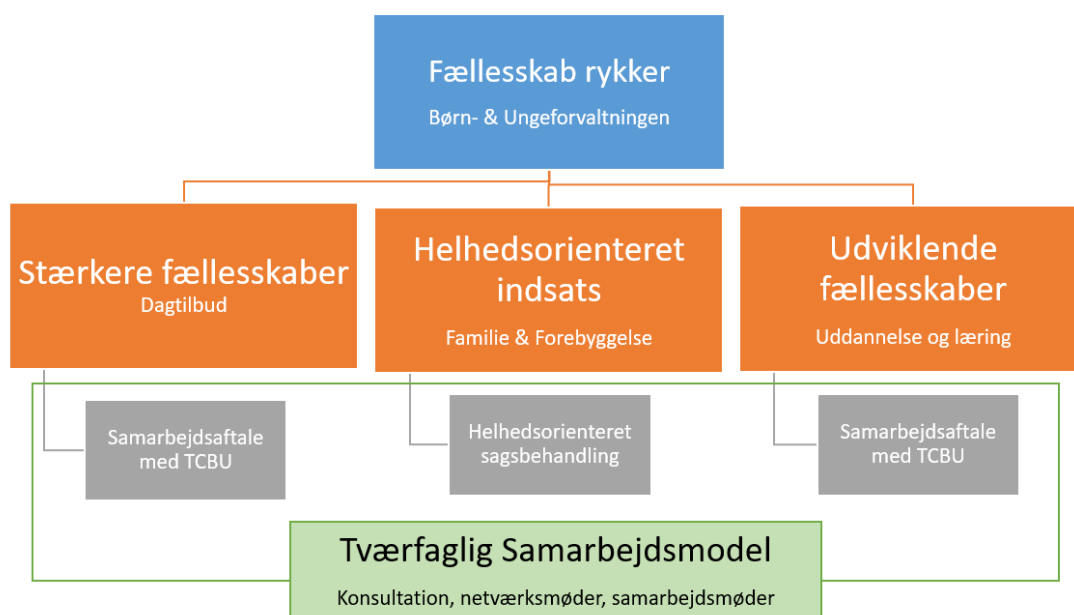 Fællesskab rykker
Børn- & Ungeforvaltningen
Stærkere fællesskaber
Dagtilbud
Helhedsorienteret
indsats
Familie & Forebyggelse
Udviklende
fællesskaber
Uddannelse og læring
Samarbejdsaftale
med TCBU
Helhedsorienteret
sagsbehandling
Samarbejdsaftale
med TCBU
Tværfaglig Samarbejdsmodel
Konsultation, netværksmøder, samarbejdsmøder